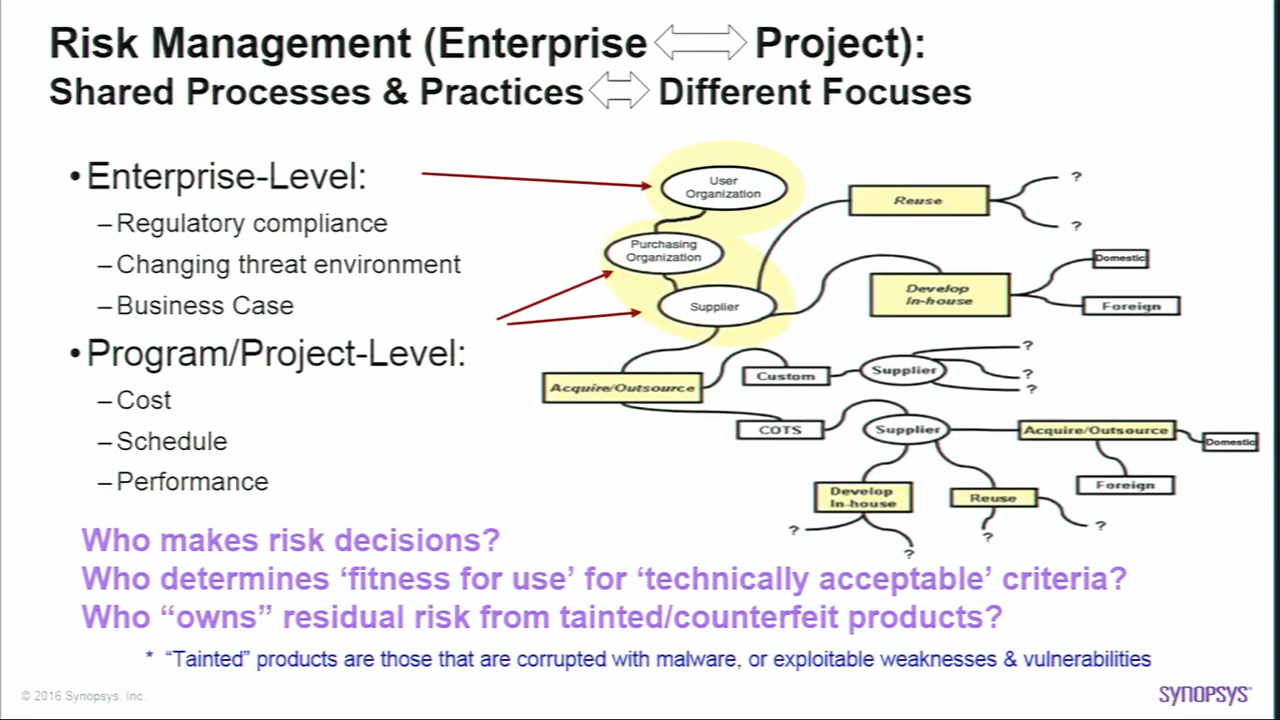 Risk Management (Enterprise Project):
Shared Processes & Practices Different Focuses
• Enterprise-Level:
– Regulatory compliance
– Changing threat environment
– Business Case
• Program/Project-Level:
– Cost
– Schedule
– Performance
User
Organization
Purchasing
Organization
Supplier
Reuse
?
?
Develop
In-house
Domestic
Foreign
Acquire/Outsource
Custom
Supplier
?
?
?
COTS
Supplier
Acquire/Outsource
Domestic
Foreign
Develop
In-house
?
?
Reuse
?
?
Who makes risk decisions?
Who determines ‘fitness for use’ for ‘technically acceptable’ criteria?
Who “owns” residual risk from tainted/counterfeit products?
* “Tainted” products are those that are corrupted with malware, or exploitable weaknesses & vulnerabilities
© 2016 Synopsys, Inc.
SYNOPSYS